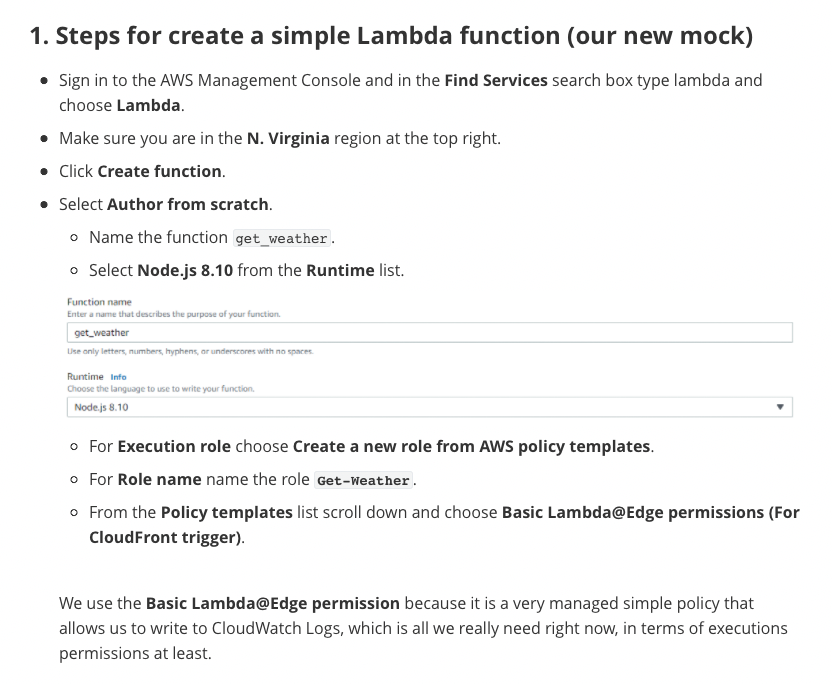 1. Steps for create a simple Lambda function (our new mock)
Sign in to the AWS Management Console and in the Find Services search box type lambda and
choose Lambda.
Make sure you are in the N. Virginia region at the top right.
Click Create function.
Select Author from scratch.
Name the function get_weather.
Select Node.js 8.10 from the Runtime list.
Function name
Enter a name that describes the purpose of your function.
get_weather
Use only letters, numbers, hyphens, or underscores with no spaces.
Runtime Info
Choose the language to use to write your function.
Node.js 8.10
For Execution role choose Create a new role from AWS policy templates.
For Role name name the role Get-Weather.
From the Policy templates list scroll down and choose Basic Lambda@Edge permissions (For
CloudFront trigger).
We use the Basic Lambda@Edge permission because it is a very managed simple policy that
allows us to write to CloudWatch Logs, which is all we really need right now, in terms of executions
permissions at least.